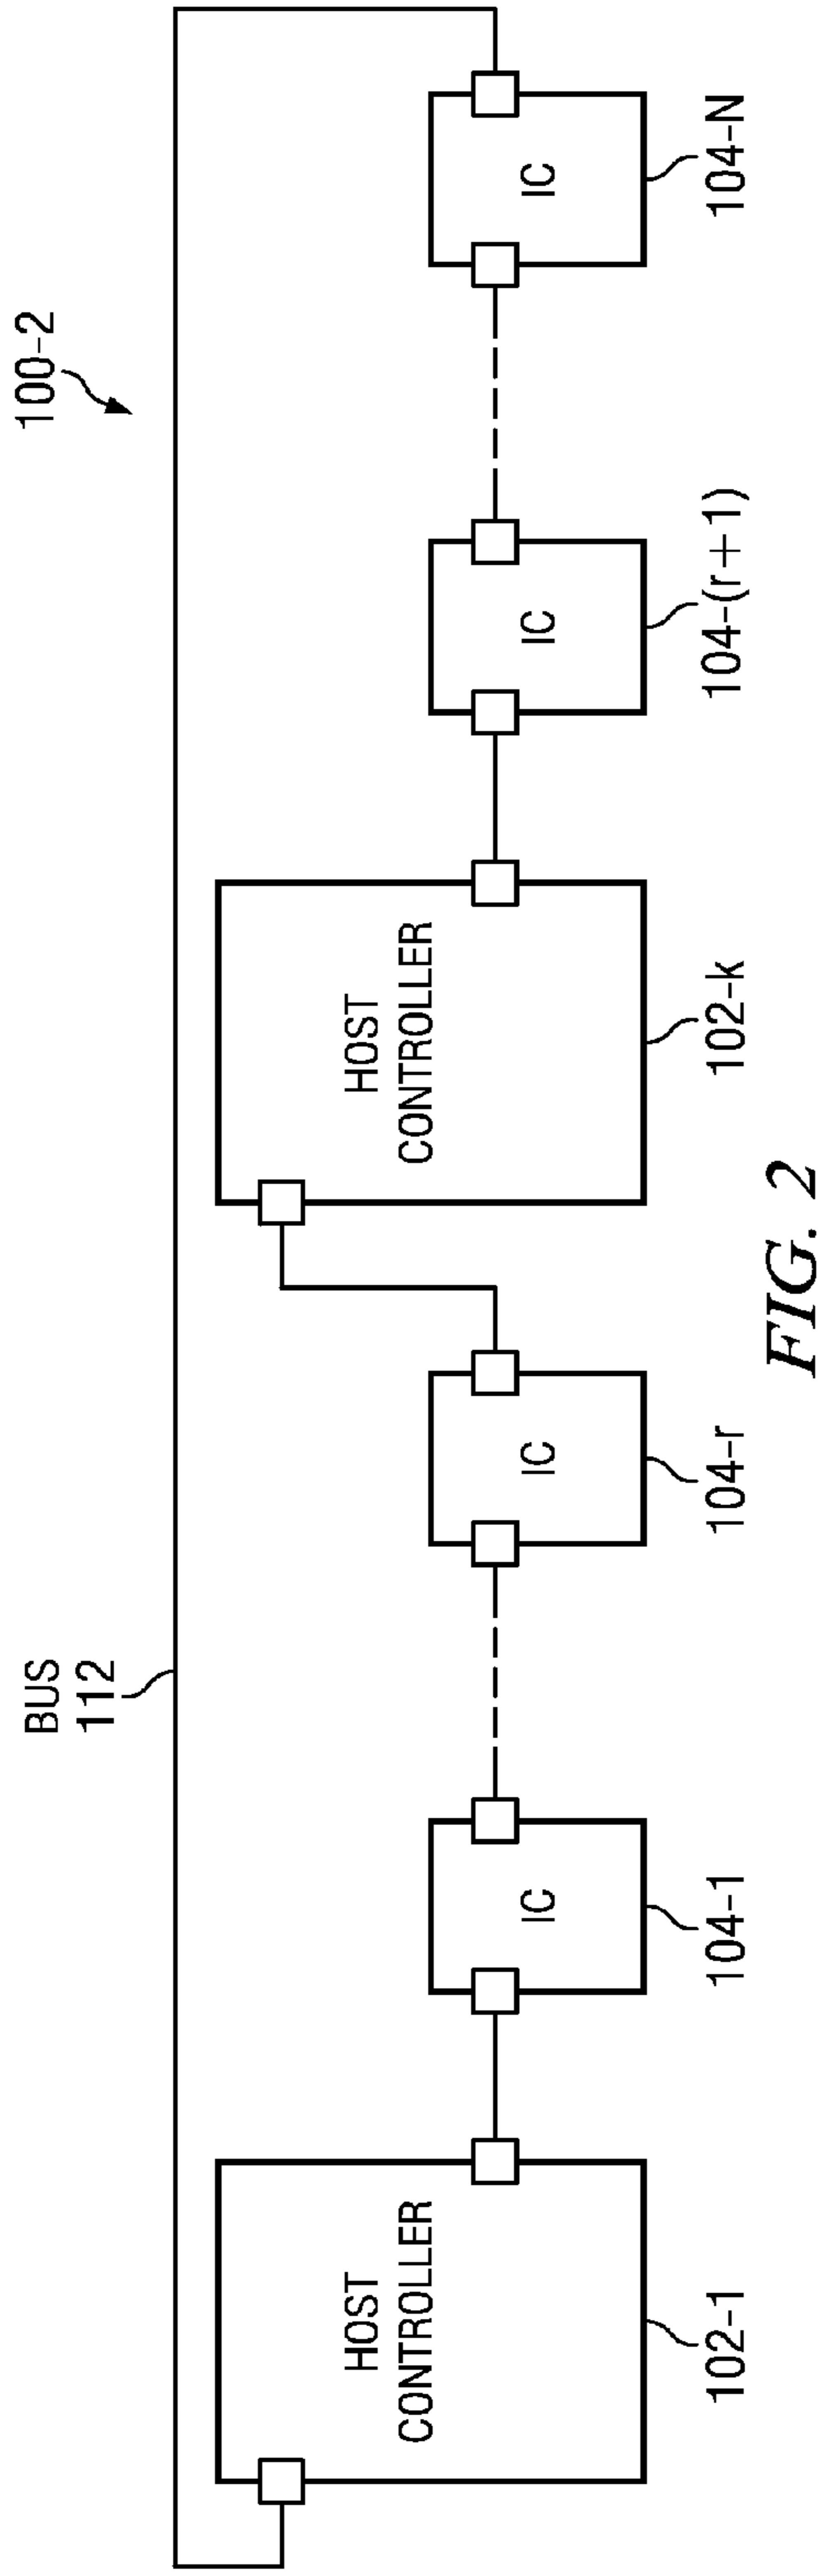 100-2
BUS
112
HOST
CONTROLLER
IC
IC
HOST
CONTROLLER
IC
IC
102-1
104-1
104-r
102-k
104-(r+1)
104-N
FIG. 2